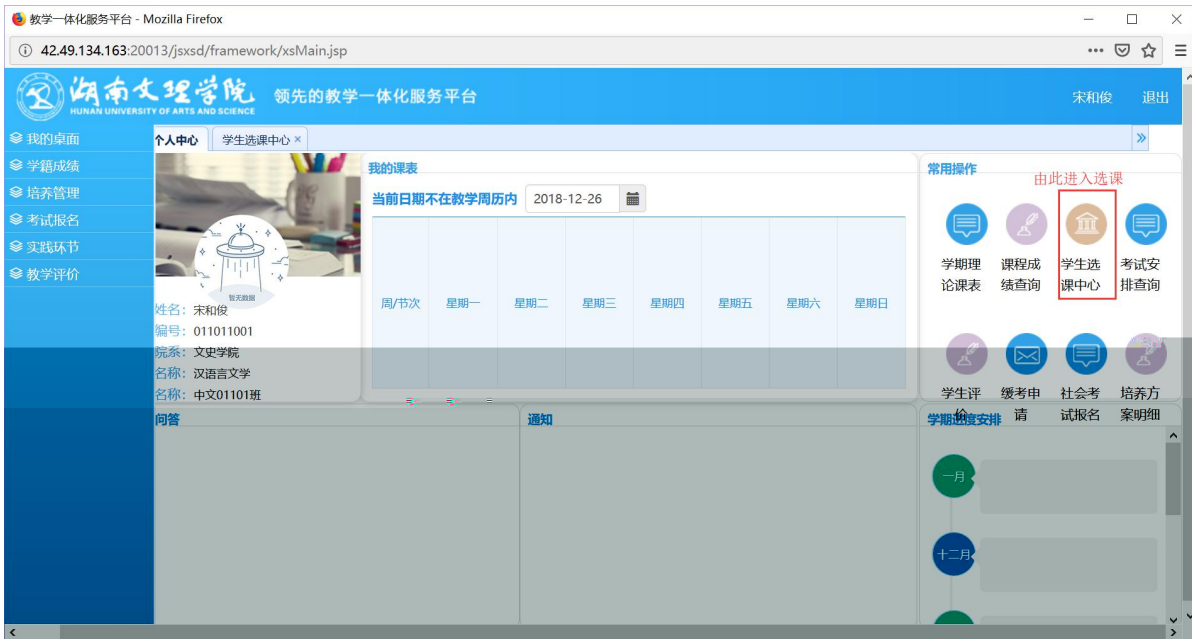 教学一体化服务平台 - Mozilla Firefox
42.49.134.163:20013/jsxsd/framework/xsMain.jsp
湖南文理学院
HUNAN UNIVERSITY OF ARTS AND SCIENCE
领先的教学一体化服务平台
宋和俊 退出
我的桌面
学籍成绩
培养管理
考试报名
实践环节
教学评价
个人中心 学生选课中心 ×
暂无数据
姓名：宋和俊
编号：011011001
院系：文史学院
名称：汉语言文学
名称：中文01101班
我的课表
当前日期不在教学周历内 2018-12-26
周/节次 星期一 星期二 星期三 星期四 星期五 星期六 星期日
常用操作
由此进入选课
学期理论课表
课程成绩查询
学生选课中心
考试安排查询
学生评价
缓考申请
社会考试报名
培养方案明细
问答
通知
学期进度安排
一月
十二月